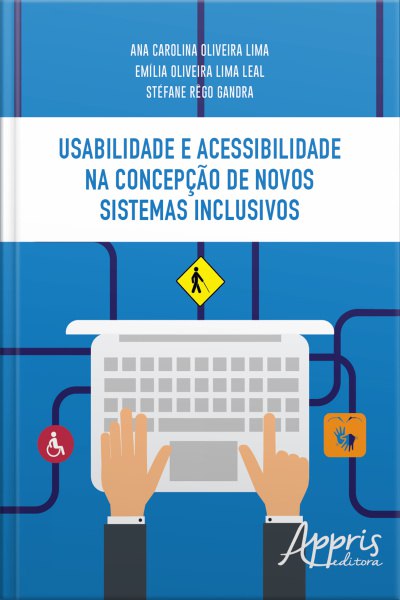 ANA CAROLINA OLIVEIRA LIMA
EMÍLIA OLIVEIRA LIMA LEAL
STÉFANE RÊGO GANDRA
USABILIDADE E ACESSIBILIDADE
NA CONCEPÇÃO DE NOVOS
SISTEMAS INCLUSIVOS
Appris
editora